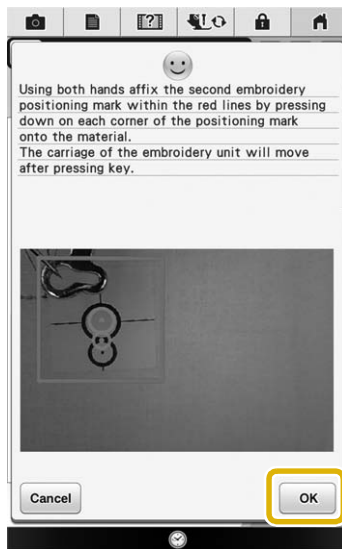 [?]
Using both hands affix the second embroidery
positioning mark within the red lines by pressing
down on each corner of the positioning mark
onto the material.
The carriage of the embroidery unit will move
after pressing key.
Cancel
OK